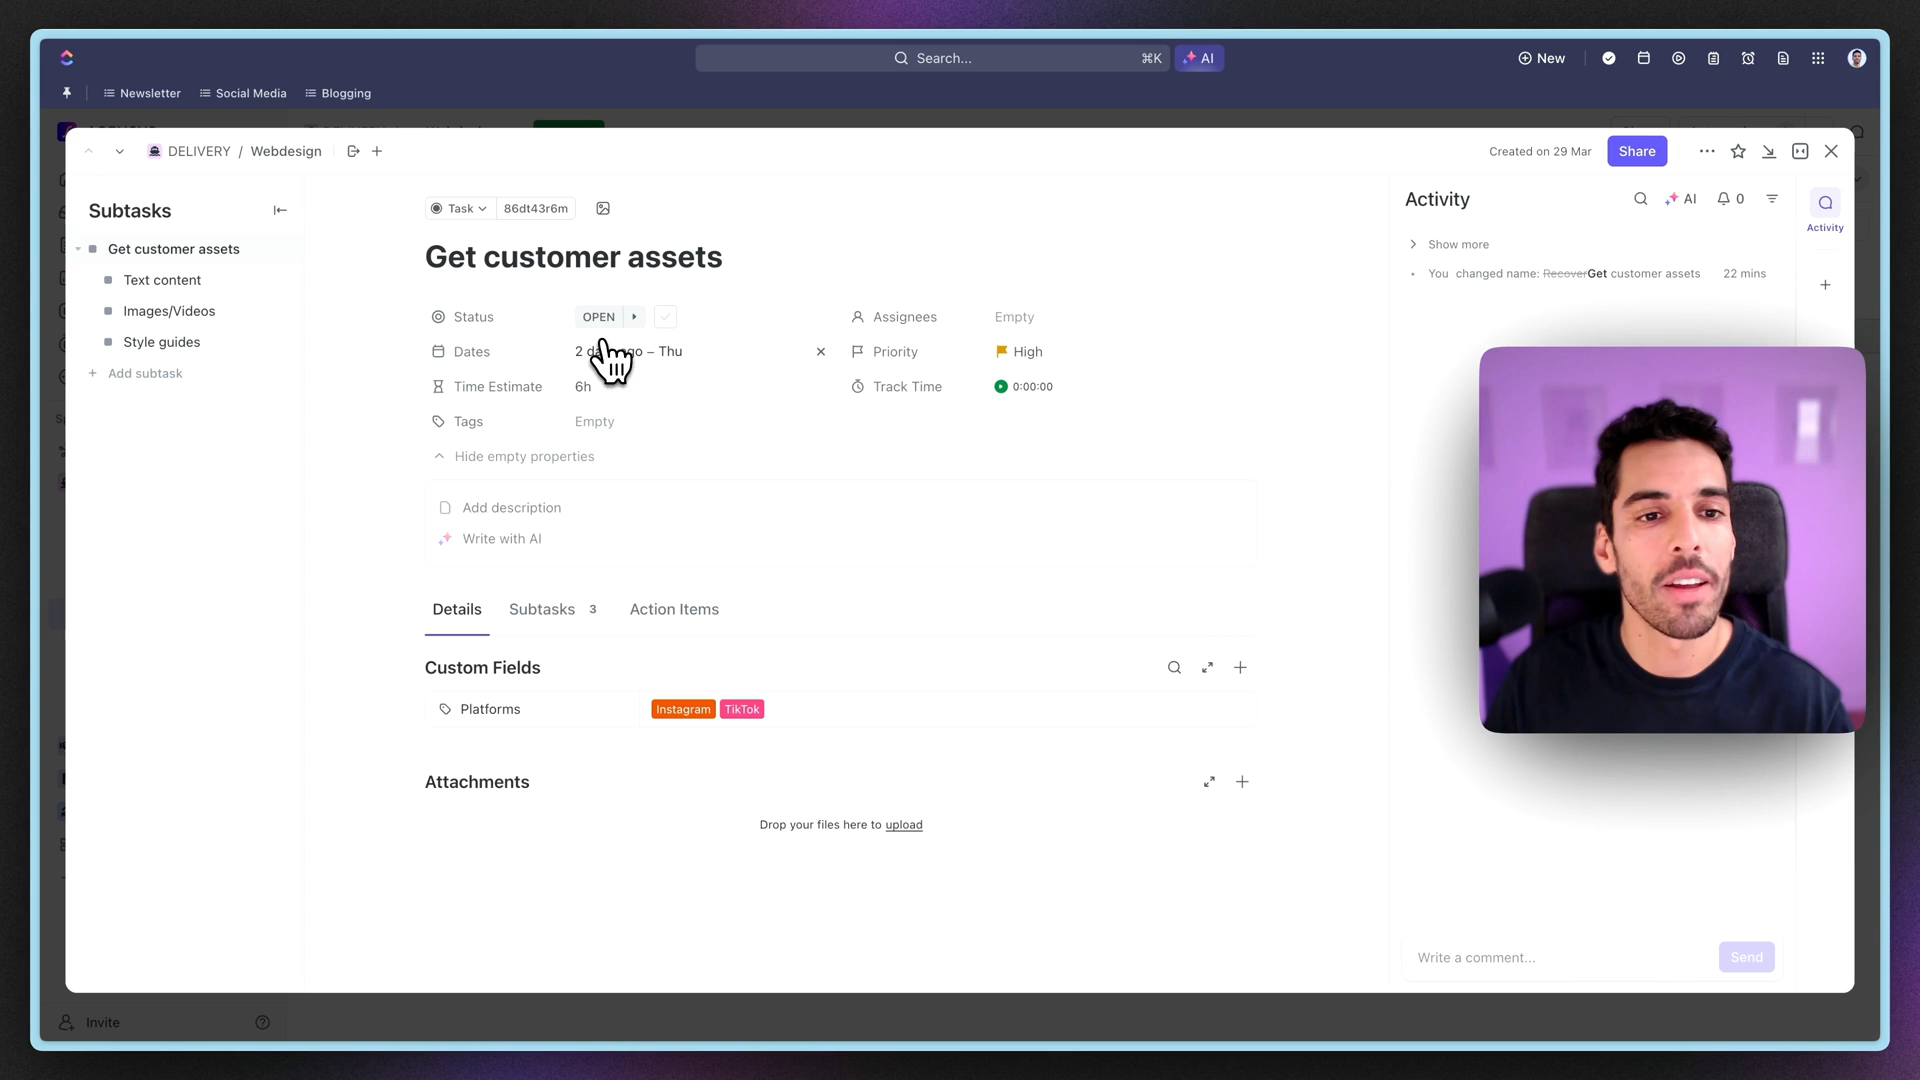 Search...
⌘K
AI
New
Newsletter
Social Media
Blogging
DELIVERY / Webdesign
Created on 29 Mar
Share
Subtasks
Get customer assets
Text content
Images/Videos
Style guides
Add subtask
Task
86dt43r6m
Get customer assets
Status
OPEN
Assignees
Empty
Dates
– Thu
Priority
High
Time Estimate
6h
Track Time
0:00:00
Tags
Empty
Hide empty properties
Add description
Write with AI
Details
Subtasks 3
Action Items
Custom Fields
Platforms
Instagram
TikTok
Attachments
Drop your files here to upload
Activity
AI
0
Activity
Show more
You changed name: RecoverGet customer assets
22 mins
Write a comment...
Send
Invite